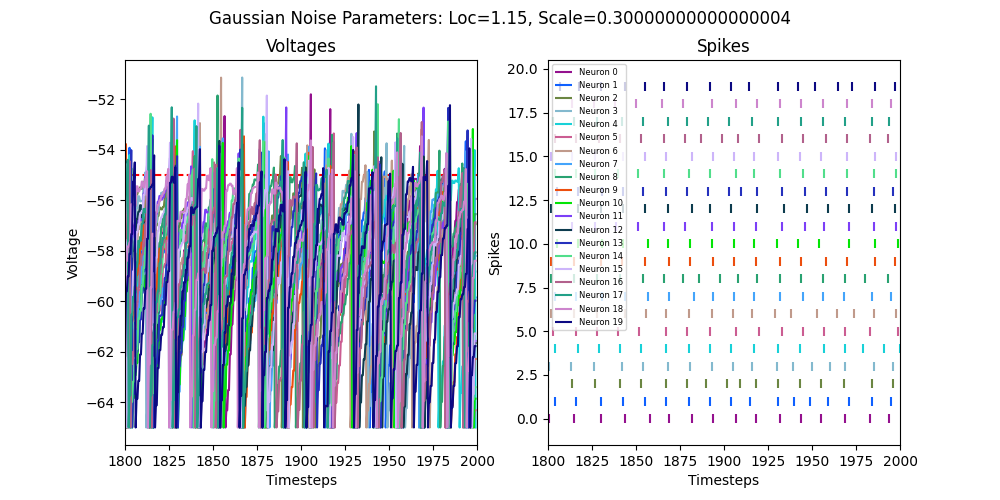 Gaussian Noise Parameters: Loc=1.15, Scale=0.30000000000000004
Voltages
−52
−54
−56
−58
−60
−62
−64
Voltage
1800 1825 1850 1875 1900 1925 1950 1975 2000
Timesteps
Spikes
20.0
17.5
15.0
12.5
10.0
7.5
5.0
2.5
0.0
Spikes
Neuron 0
Neuron 1
Neuron 2
Neuron 3
Neuron 4
Neuron 5
Neuron 6
Neuron 7
Neuron 8
Neuron 9
Neuron 10
Neuron 11
Neuron 12
Neuron 13
Neuron 14
Neuron 15
Neuron 16
Neuron 17
Neuron 18
Neuron 19
1800 1825 1850 1875 1900 1925 1950 1975 2000
Timesteps